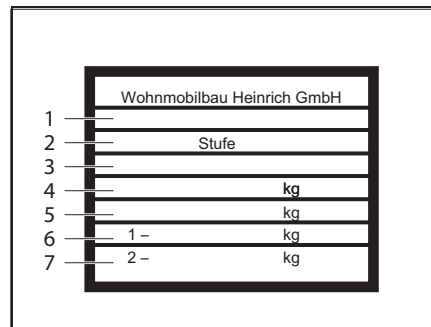 Wohnmobilbau Heinrich GmbH
1
2 Stufe
3
4 kg
5 kg
6 1 – kg
7 2 – kg